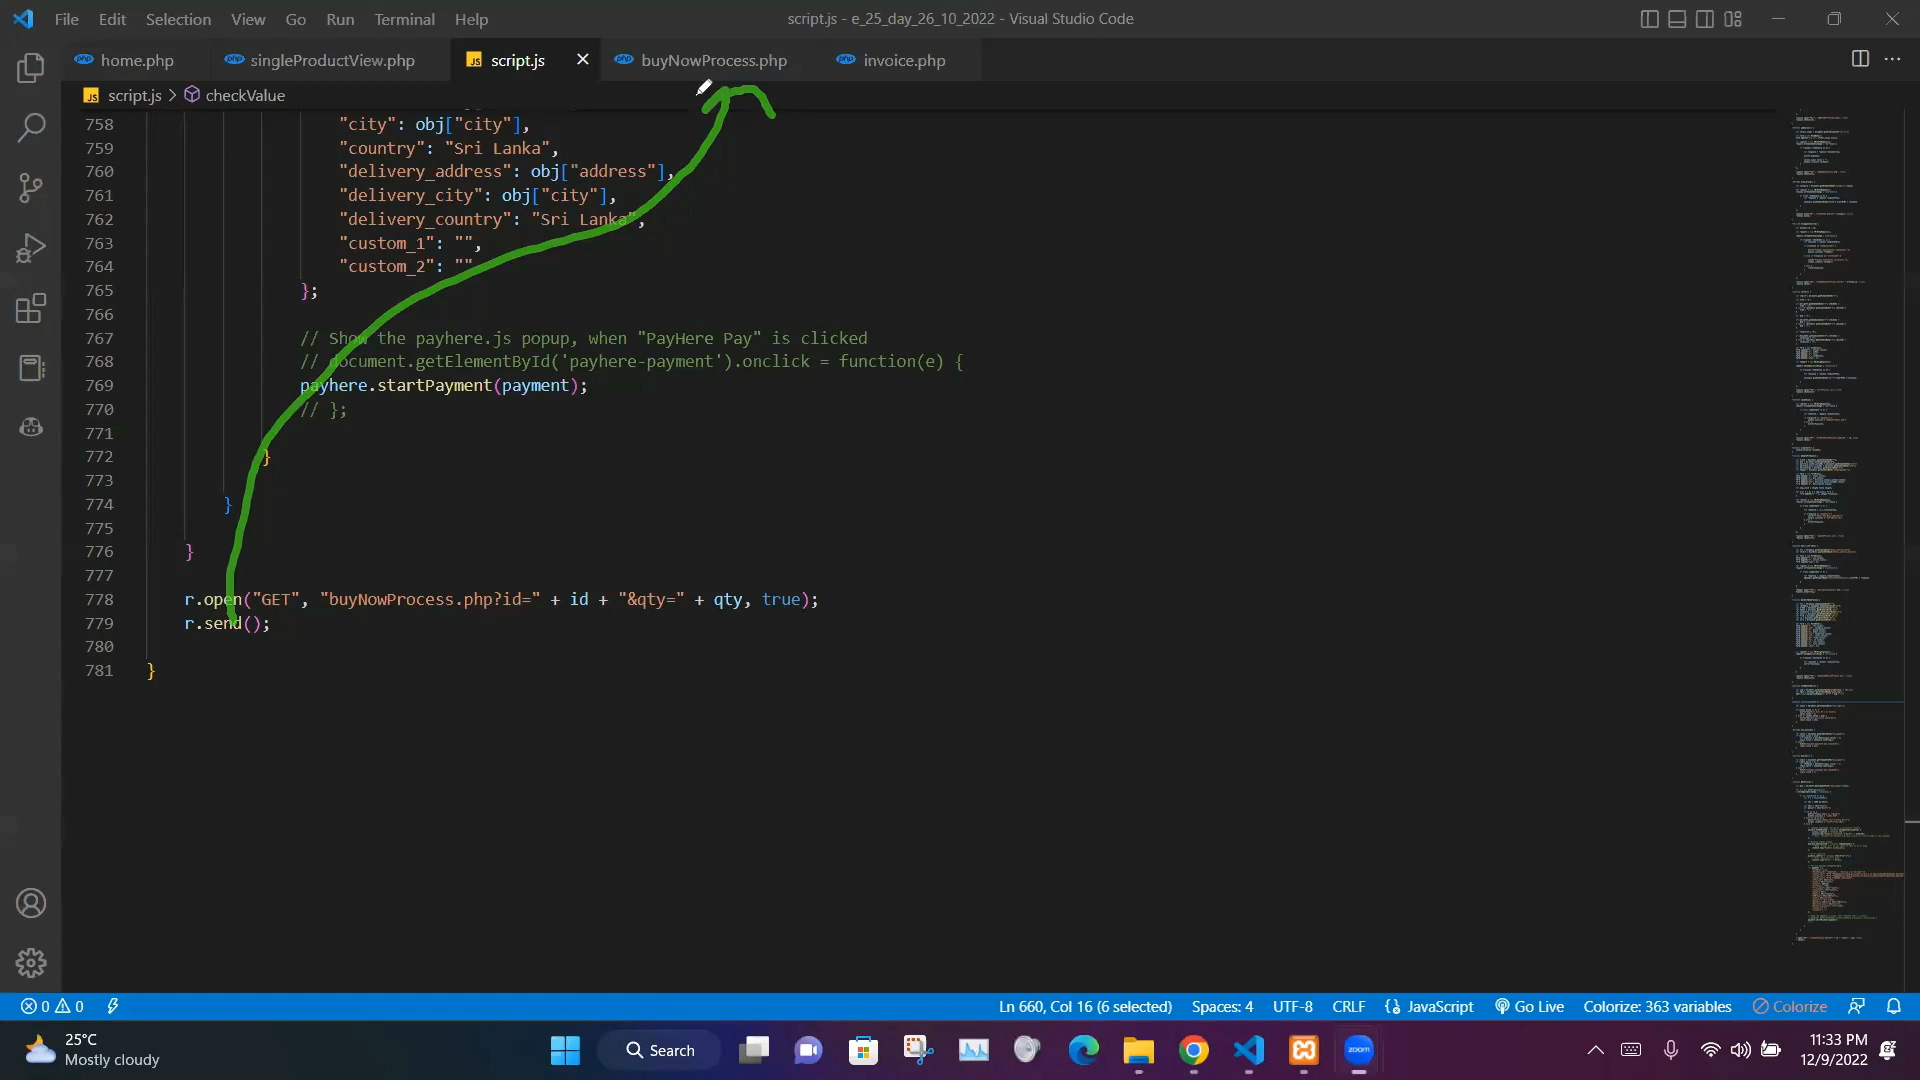 File Edit Selection View Go Run Terminal Help
script.js - e_25_day_26_10_2022 - Visual Studio Code
home.php singleProductView.php script.js buyNowProcess.php invoice.php
JS script.js > checkValue
758 "city": obj["city"],
759 "country": "Sri Lanka",
760 "delivery_address": obj["address"],
761 "delivery_city": obj["city"],
762 "delivery_country": "Sri Lanka",
763 "custom_1": "",
764 "custom_2": ""
765 };
766
767 // Show the payhere.js popup, when "PayHere Pay" is clicked
768 // document.getElementById('payhere-payment').onclick = function(e) {
769 payhere.startPayment(payment);
770 // };
771
772 }
773
774 }
775
776 }
777
778 r.open("GET", "buyNowProcess.php?id=" + id + "&qty=" + qty, true);
779 r.send();
780
781 }
0 0 Ln 660, Col 16 (6 selected) Spaces: 4 UTF-8 CRLF JavaScript Go Live Colorize: 363 variables Colorize
25°C
Mostly cloudy
Search
zoom
11:33 PM
12/9/2022